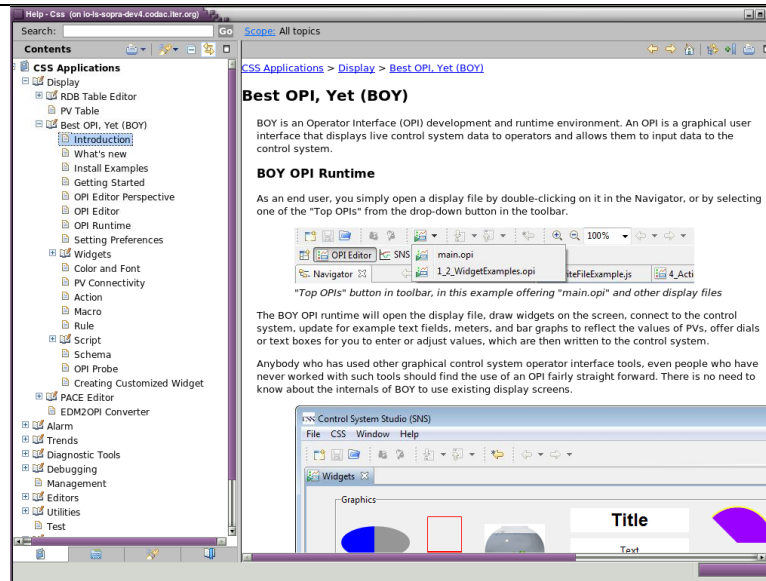 Help - Css (on io-ls-sopra-dev4.codac.iter.org)
Search:
Go
Scope: All topics
Contents
CSS Applications
Display
RDB Table Editor
PV Table
Best OPI, Yet (BOY)
Introduction
What's new
Install Examples
Getting Started
OPI Editor Perspective
OPI Editor
OPI Runtime
Setting Preferences
Widgets
Color and Font
PV Connectivity
Action
Macro
Rule
Script
Schema
OPI Probe
Creating Customized Widget
PACE Editor
EDM2OPI Converter
Alarm
Trends
Diagnostic Tools
Debugging
Management
Editors
Utilities
Test
CSS Applications > Display > Best OPI, Yet (BOY)
Best OPI, Yet (BOY)
BOY is an Operator Interface (OPI) development and runtime environment. An OPI is a graphical user
interface that displays live control system data to operators and allows them to input data to the
control system.
BOY OPI Runtime
As an end user, you simply open a display file by double-clicking on it in the Navigator, or by selecting
one of the "Top OPIs" from the drop-down button in the toolbar.
100%
OPI Editor
SNS
main.opi
Navigator
1_2_WidgetExamples.opi
iteFileExample.js
4_Acti
"Top OPIs" button in toolbar, in this example offering "main.opi" and other display files
The BOY OPI runtime will open the display file, draw widgets on the screen, connect to the control
system, update for example text fields, meters, and bar graphs to reflect the values of PVs, offer dials
or text boxes for you to enter or adjust values, which are then written to the control system.
Anybody who has used other graphical control system operator interface tools, even people who have
never worked with such tools should find the use of an OPI fairly straight forward. There is no need to
know about the internals of BOY to use existing display screens.
CSS Control System Studio (SNS)
File CSS Window Help
Widgets
Graphics
Title
Text